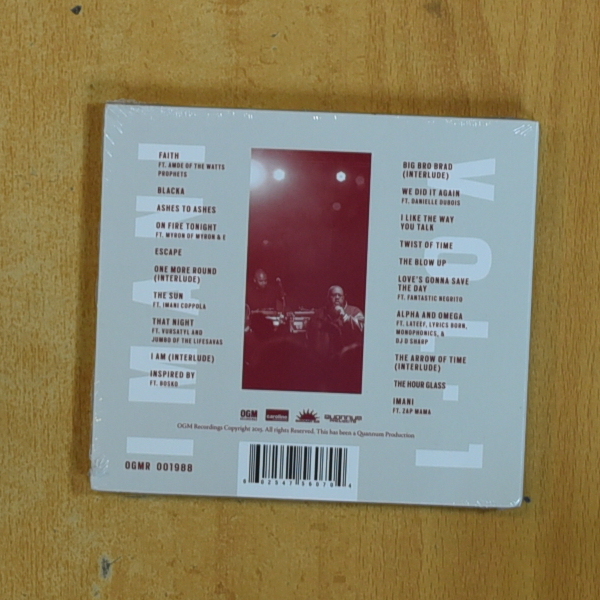 IMANI
FAITH
FT. AMDE OF THE WATTS
PROPHETS
BLACKA
ASHES TO ASHES
ON FIRE TONIGHT
FT. MYRON OF MYRON & E
ESCAPE
ONE MORE ROUND
(INTERLUDE)
THE SUN
FT. IMANI COPPOLA
THAT NIGHT
FT. VURSATYL AND
JUMBO OF THE LIFESAVAS
I AM (INTERLUDE)
INSPIRED BY
FT. BOSKO
VOL. 1
BIG BRO BRAD
(INTERLUDE)
WE DID IT AGAIN
FT. DANIELLE DUBOIS
I LIKE THE WAY
YOU TALK
TWIST OF TIME
THE BLOW UP
LOVE'S GONNA SAVE
THE DAY
FT. FANTASTIC NEGRITO
ALPHA AND OMEGA
FT. LATEEF, LYRICS BORN,
MONOPHONICS, &
DJ D SHARP
THE ARROW OF TIME
(INTERLUDE)
THE HOUR GLASS
IMANI
FT. ZAP MAMA
OGM
caroline
QUANNUM
OGM Recordings Copyright 2015. All rights Reserved. This has been a Quannum Production
OGMR 001988